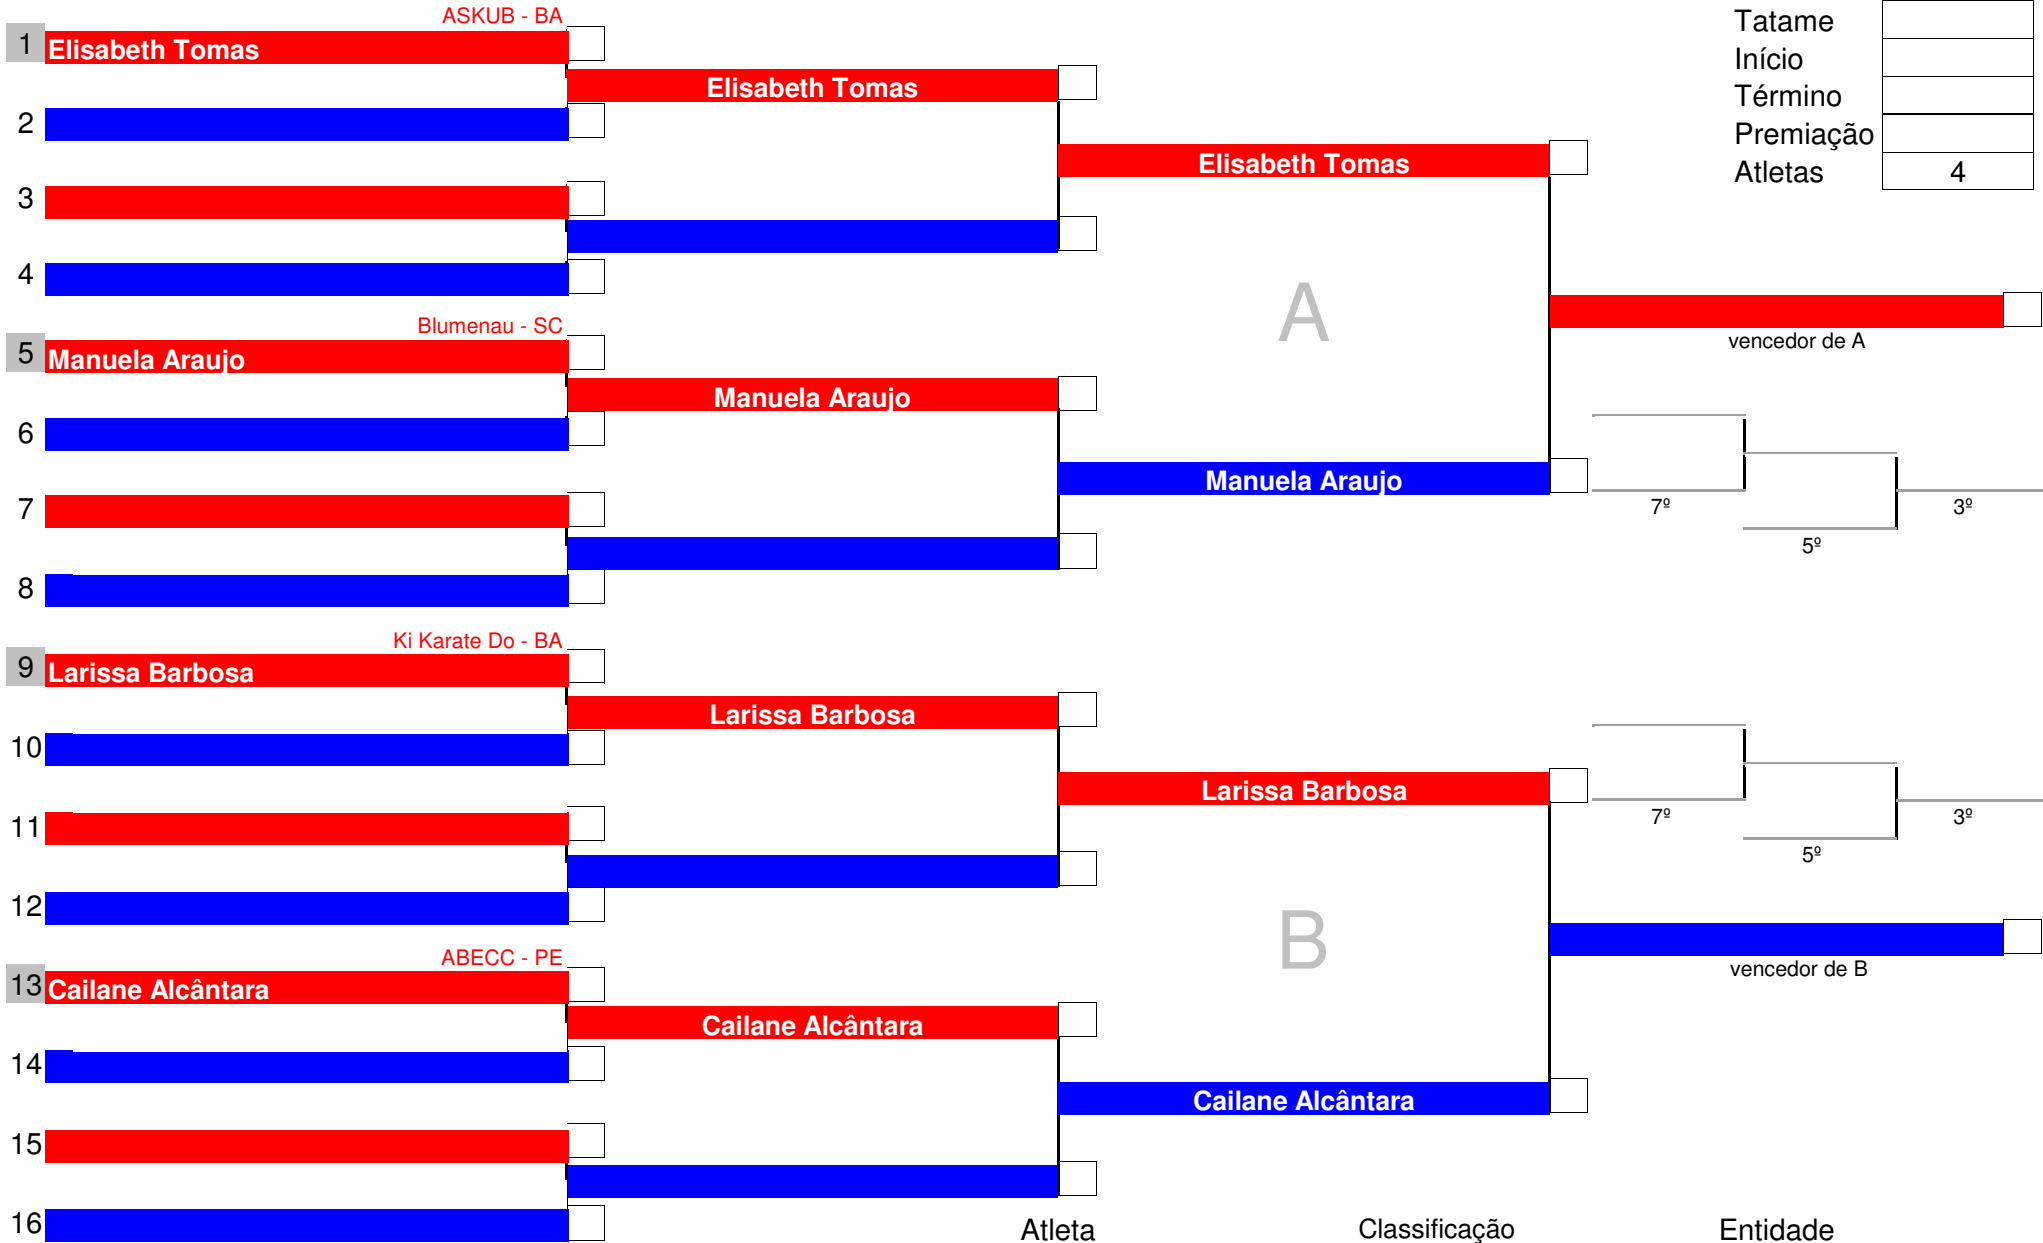 ASKUB - BA
1 Elisabeth Tomas
Elisabeth Tomas
2
Elisabeth Tomas
3
4
Tatame
Início
Término
Premiação
Atletas 4
A
vencedor de A
Blumenau - SC
5 Manuela Araujo
Manuela Araujo
6
Manuela Araujo
7
8
7º
3º
5º
Ki Karate Do - BA
9 Larissa Barbosa
Larissa Barbosa
10
Larissa Barbosa
11
12
7º
3º
5º
B
vencedor de B
ABECC - PE
13 Cailane Alcântara
Cailane Alcântara
14
Cailane Alcântara
15
16
Atleta Classificação Entidade